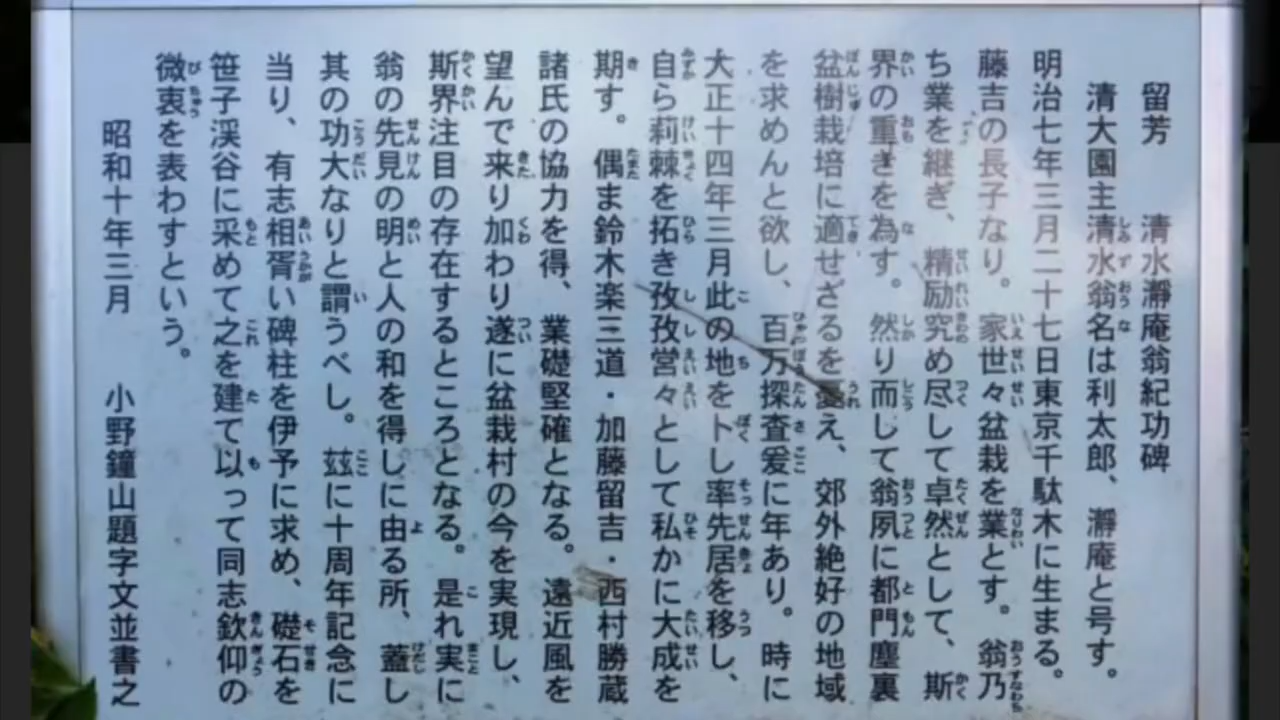 留芳　清水瀞庵翁紀功碑
清大園主清水翁名は利太郎、瀞庵と号す。
明治七年三月二十七日東京千駄木に生まる。
藤吉の長子なり。家世々盆栽を業とす。翁乃
ち業を継ぎ、精励究め尽して卓然として、斯
界の重きを為す。然り而して翁夙に都門塵裏
盆樹栽培に適せざるを憂え、郊外絶好の地域
を求めんと欲し、百万探査爰に年あり。時に
大正十四年三月此の地を卜し率先居を移し、
自ら莉棘を拓き孜孜営々として私かに大成を
期す。偶ま鈴木楽三道・加藤留吉・西村勝蔵
諸氏の協力を得、業礎堅確となる。遠近風を
望んで来り加わり遂に盆栽村の今を実現し、
斯界注目の存在するところとなる。是れ実に
翁の先見の明と人の和を得しに由る所、蓋し
其の功大なりと謂うべし。玆に十周年記念に
当り、有志相胥い碑柱を伊予に求め、礎石を
笹子渓谷に采めて之を建て以って同志欽仰の
微衷を表わすという。
昭和十年三月　小野鐘山題字文並書之